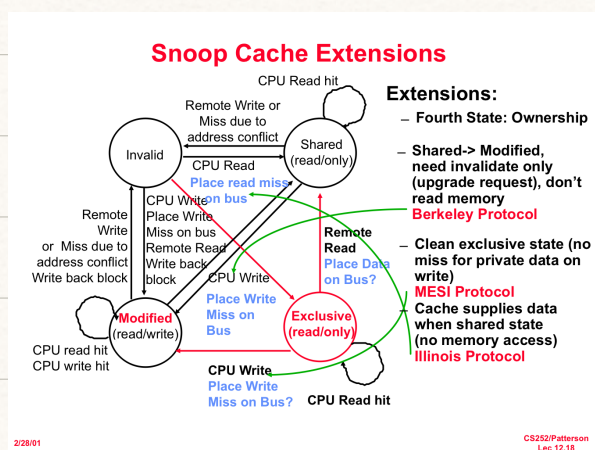 Snoop Cache Extensions
CPU Read hit
Remote Write or
Miss due to
address conflict
Invalid
Shared
(read/only)
CPU Read
Place read miss
on bus
CPU Write
Place Write
Miss on bus
Remote
Write
or Miss due to
address conflict
Write back block
Remote Read
Write back
block
CPU Write
Place Write
Miss on
Bus
Remote
Read
Place Data
on Bus?
Modified
(read/write)
Exclusive
(read/only)
CPU read hit
CPU write hit
CPU Write
Place Write
Miss on Bus?
CPU Read hit
Extensions:
– Fourth State: Ownership
– Shared-> Modified,
need invalidate only
(upgrade request), don't
read memory
Berkeley Protocol
– Clean exclusive state (no
miss for private data on
write)
MESI Protocol
– Cache supplies data
when shared state
(no memory access)
Illinois Protocol
2/28/01
CS252/Patterson
Lec 12.18